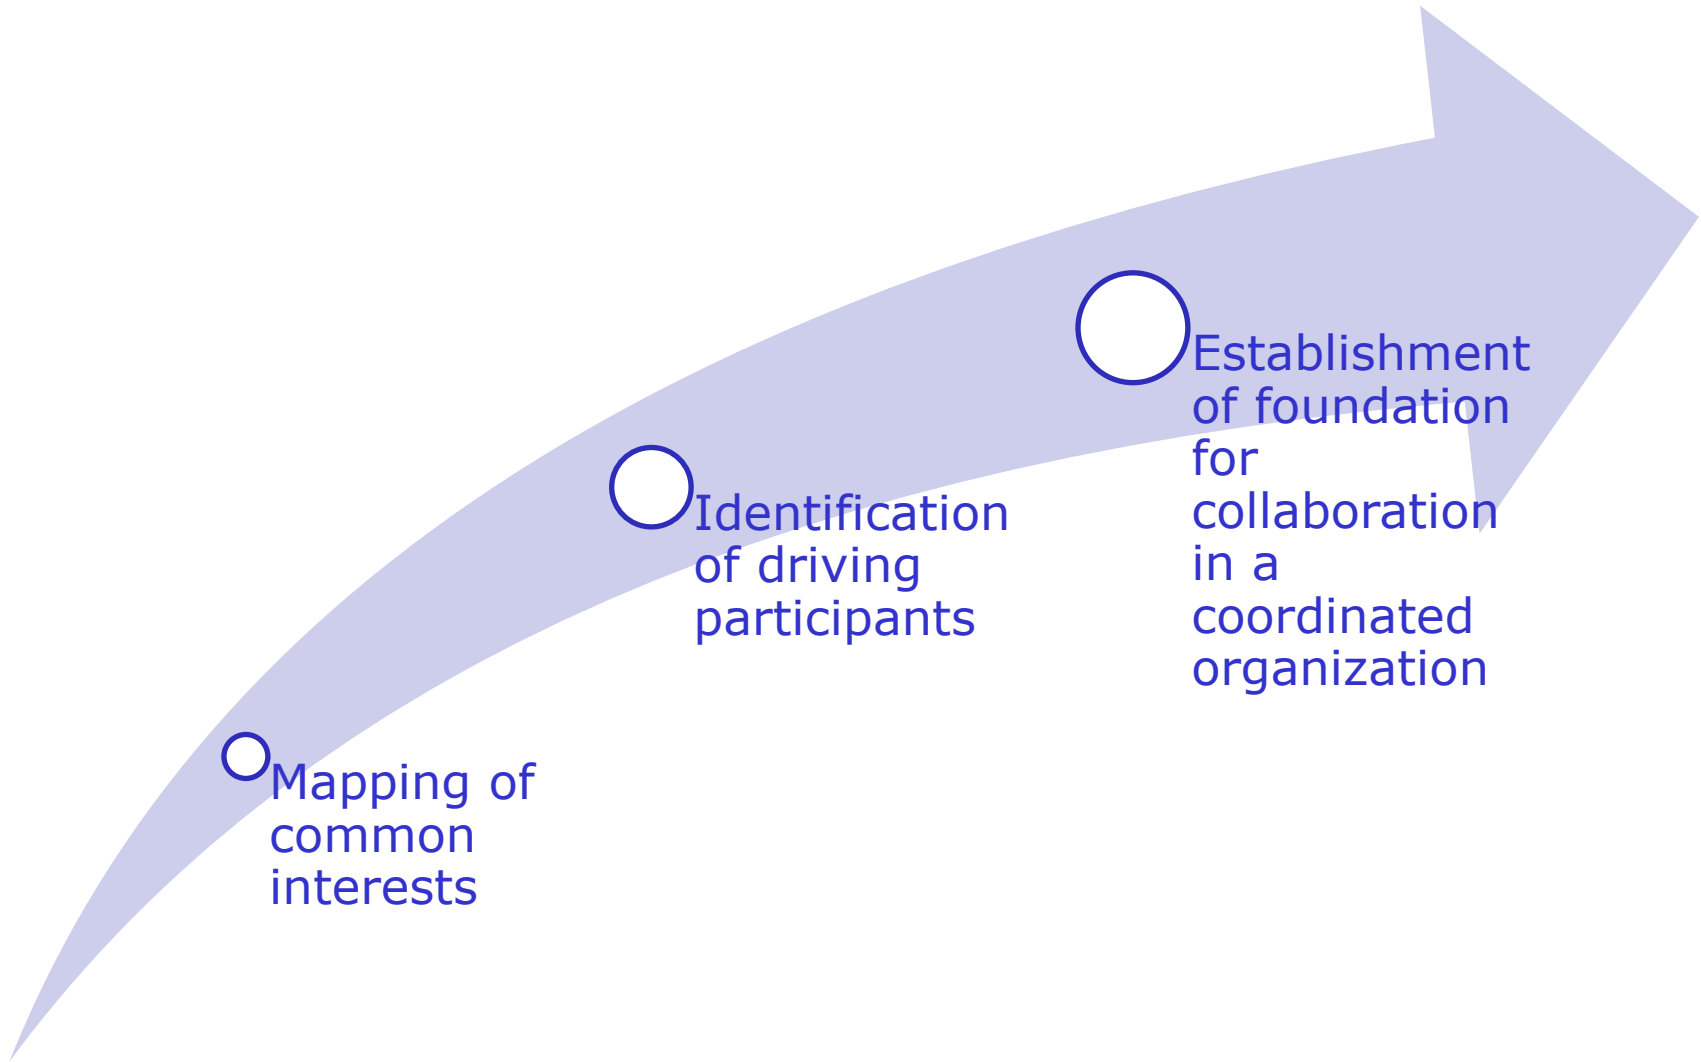 Mapping of
common
interests
Identification
of driving
participants
Establishment
of foundation
for
collaboration
in a
coordinated
organization